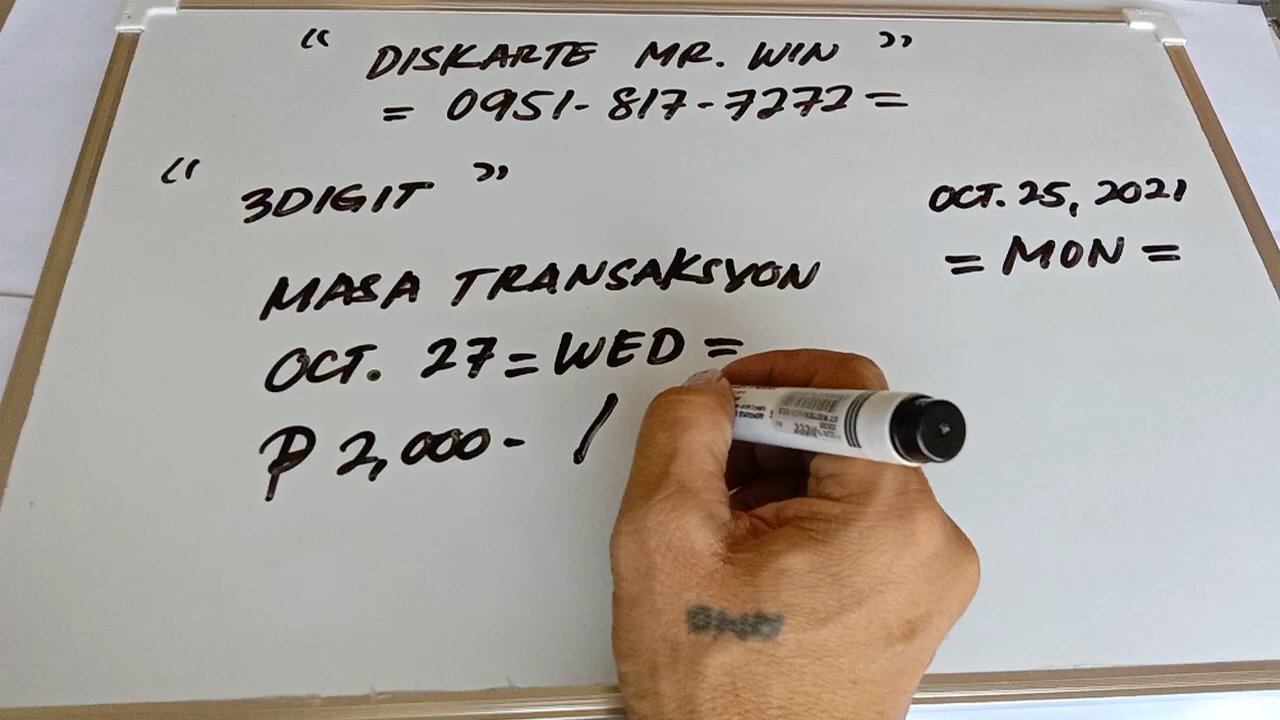 “ DISKARTE MR. WIN ”
= 0951-817-7272 =
“ 3DIGIT ”
OCT. 25, 2021
= MON =
MASA TRANSAKSYON
OCT. 27 = WED =
₱ 2,000 - /